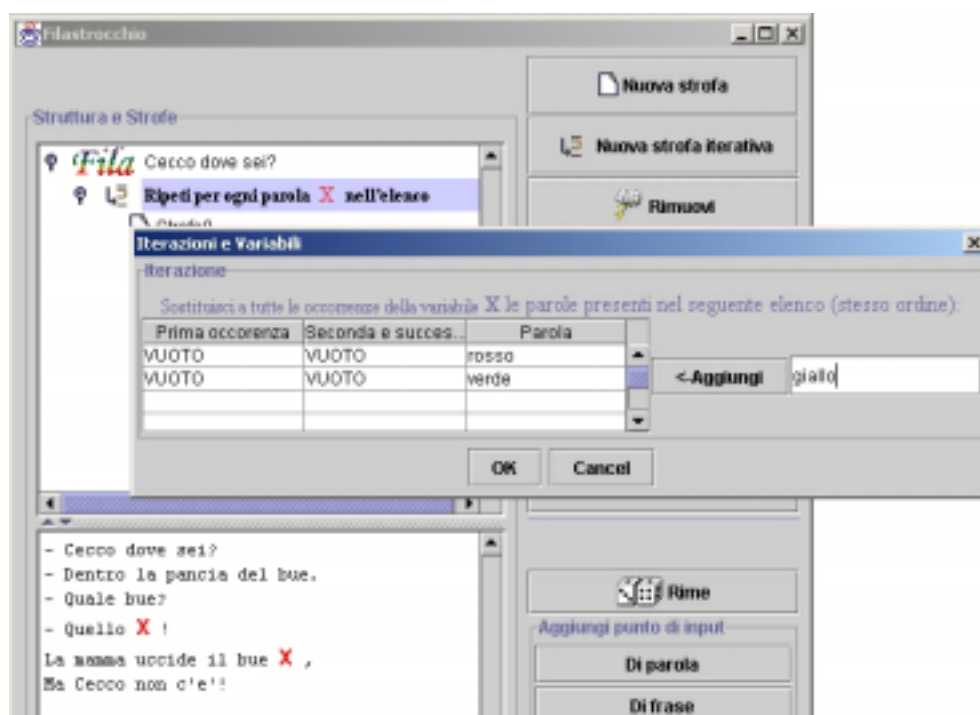 Filastrocchio
Nuova strofa
Struttura e Strofe
Nuova strofa iterativa
Fila Cecco dove sei?
Ripeti per ogni parola X nell'elenco
Rimuovi
Iterazioni e Variabili
Iterazione
Sostituisci a tutte le occorrenze della variabile X le parole presenti nel seguente elenco (stesso ordine):
Prima occorenza Seconda e succes... Parola
VUOTO VUOTO rosso
VUOTO VUOTO verde
<-Aggiungi giallo
OK Cancel
- Cecco dove sei?
- Dentro la pancia del bue.
- Quale bue?
- Quello X !
La mamma uccide il bue X ,
Ma Cecco non c'e'!
Rime
Aggiungi punto di input
Di parola
Di frase